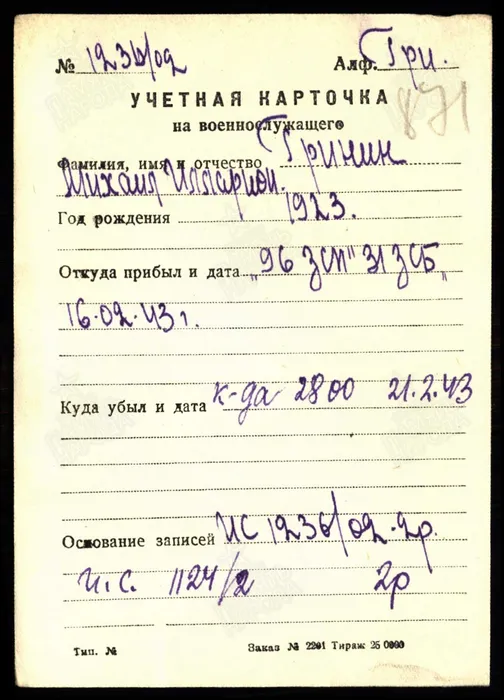 № 1236/02 Алф. Гри.
871
УЧЕТНАЯ КАРТОЧКА
на военнослужащего
Фамилия, имя и отчество Гринин
Михаил Илларион.
Год рождения 1923.
Откуда прибыл и дата „96 ЗСП" 31 ЗСБ„
16.02.43 г.
Куда убыл и дата к-да 2800 21.2.43
Основание записей ИС 1236/02-2р.
И.С. 1124/2 2р
Тип. № Заказ № 2291 Тираж 25 0000